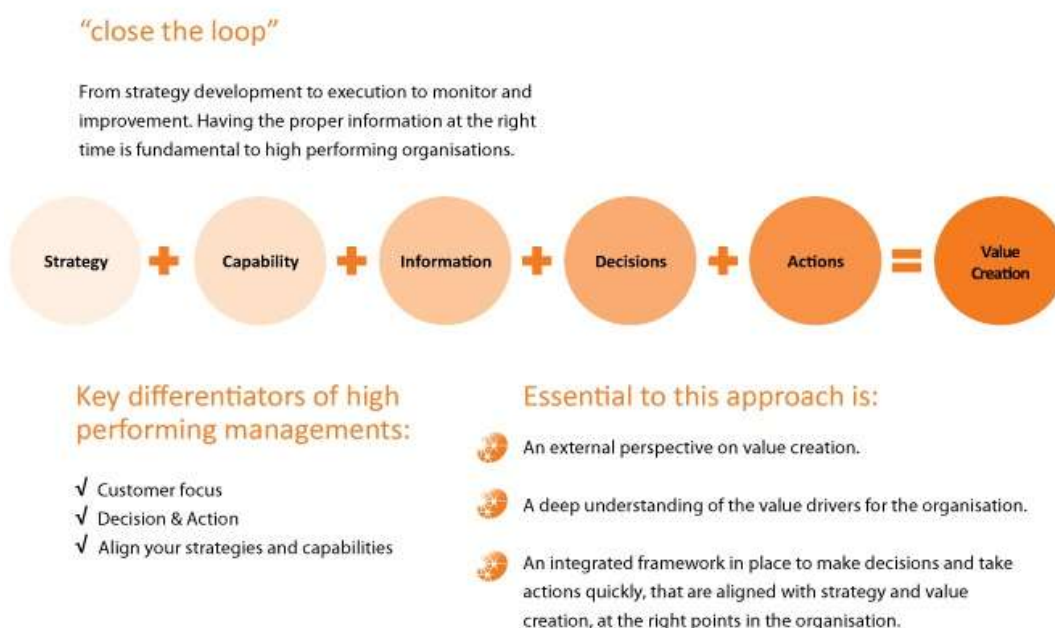 “close the loop”
From strategy development to execution to monitor and
improvement. Having the proper information at the right
time is fundamental to high performing organisations.
Strategy + Capability + Information + Decisions + Actions = Value
Creation
Key differentiators of high
performing managements:
√ Customer focus
√ Decision & Action
√ Align your strategies and capabilities
Essential to this approach is:
An external perspective on value creation.
A deep understanding of the value drivers for the organisation.
An integrated framework in place to make decisions and take
actions quickly, that are aligned with strategy and value
creation, at the right points in the organisation.